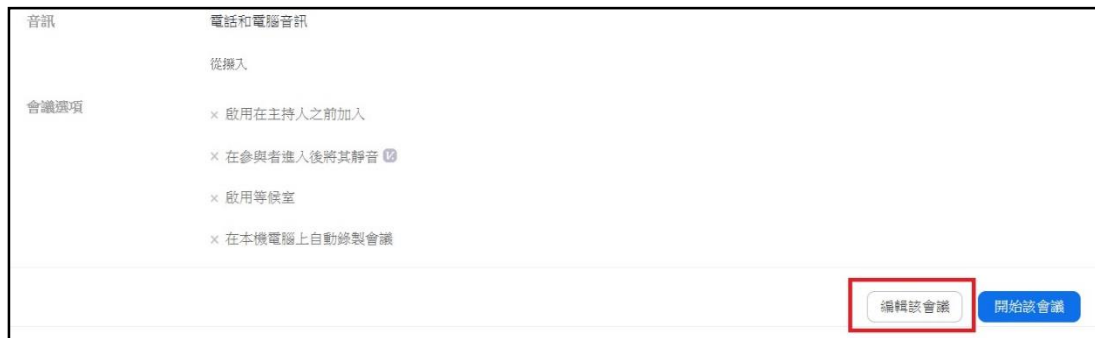 音訊 電話和電腦音訊
從撥入
會議選項 × 啟用在主持人之前加入
× 在參與者進入後將其靜音
× 啟用等候室
× 在本機電腦上自動錄製會議
編輯該會議 開始該會議